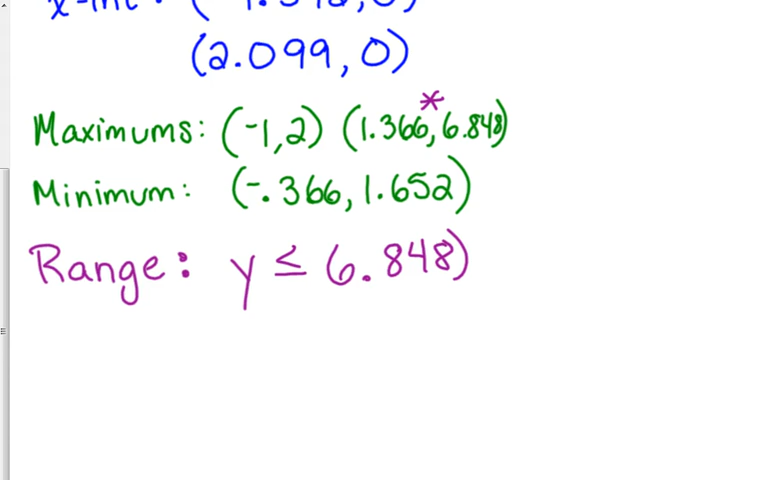 (2.099, 0)
Maximums: (-1, 2) (1.366, 6.848) *
Minimum: (-.366, 1.652)
Range: y ≤ 6.848)